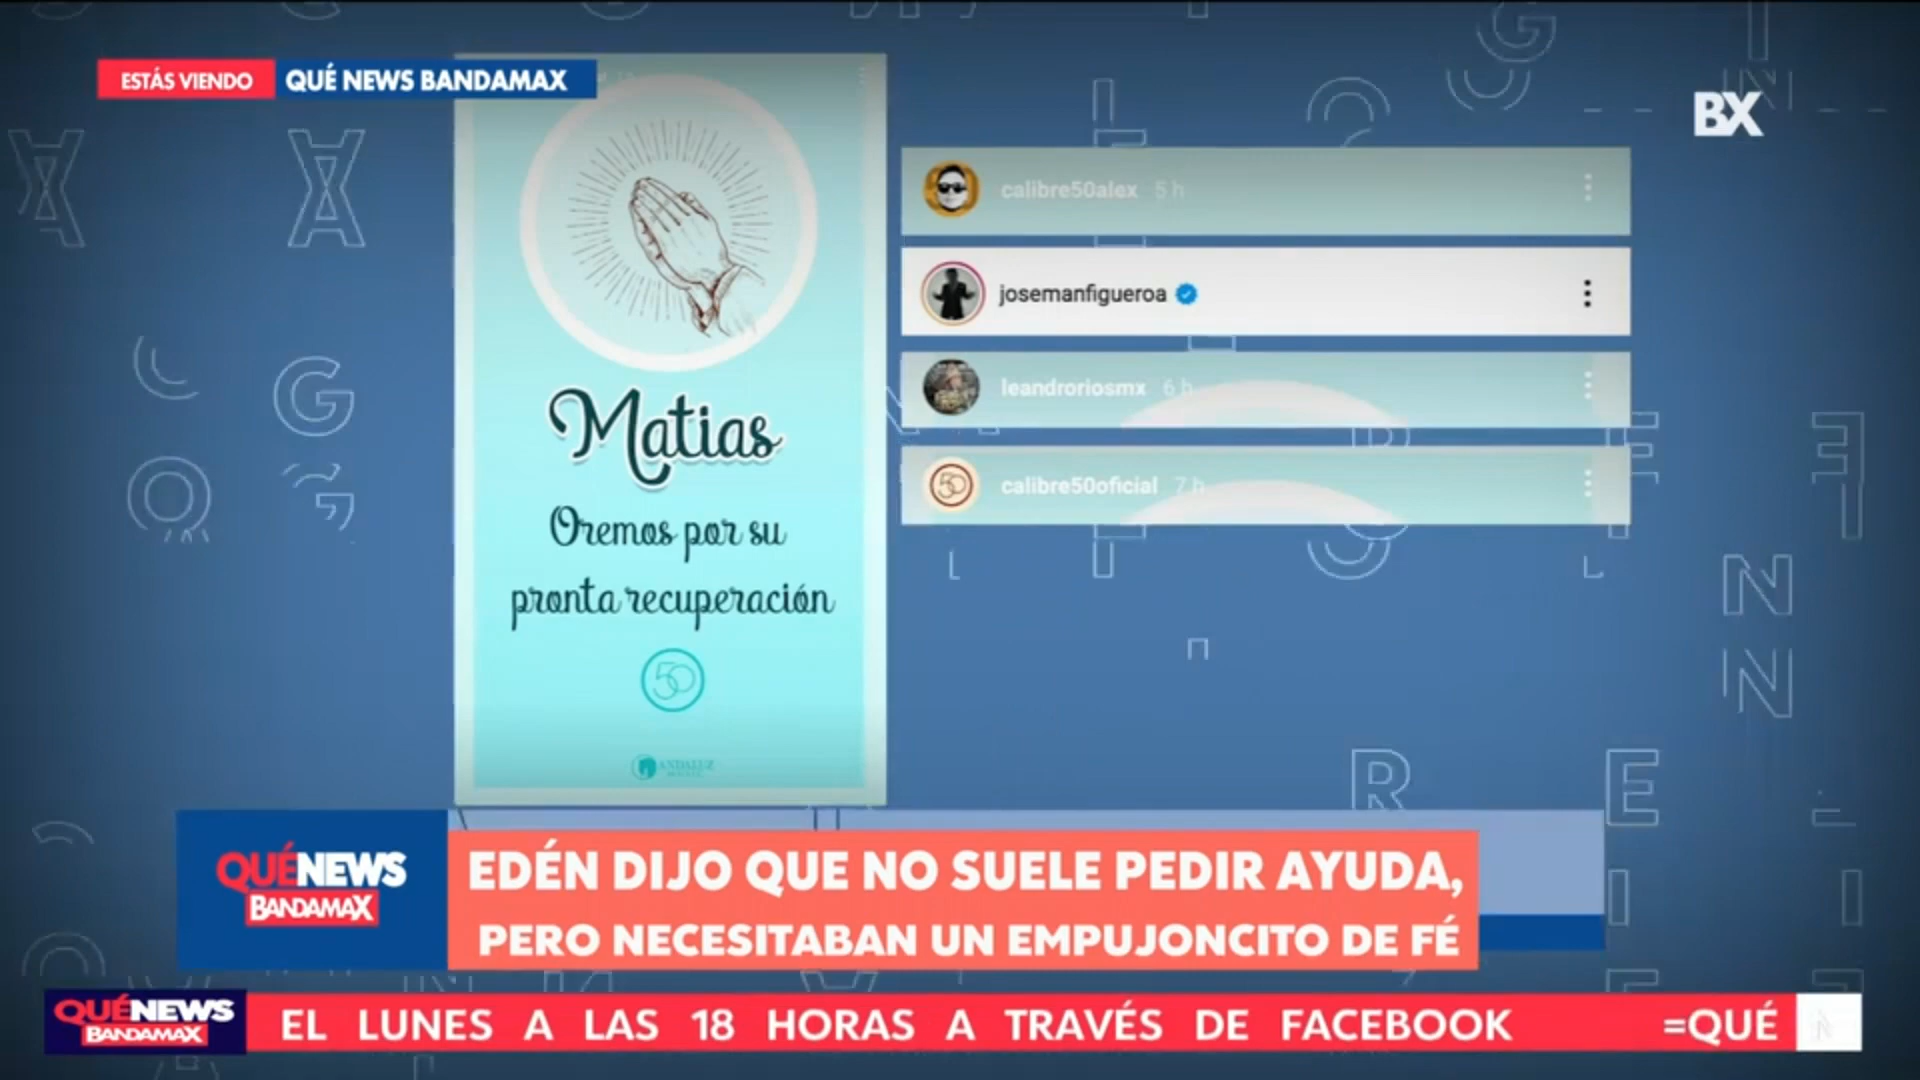 ESTÁS VIENDO QUÉ NEWS BANDAMAX
BX
calibre50alex 5 h
josemanfigueroa
leandroriosmx 6 h
calibre50oficial 7 h
Matias
Oremos por su
pronta recuperación
50
ANDALUZ
QUÉNEWS
BANDAMAX
EDÉN DIJO QUE NO SUELE PEDIR AYUDA,
PERO NECESITABAN UN EMPUJONCITO DE FÉ
QUÉNEWS
BANDAMAX
EL LUNES A LAS 18 HORAS A TRAVÉS DE FACEBOOK =QUÉ